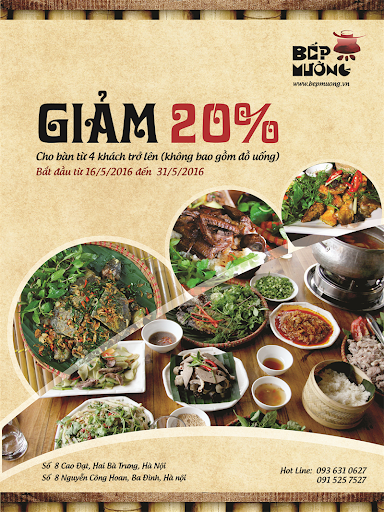 BẾP
MƯỜNG
www.bepmuong.vn
GIẢM 20%
Cho bàn từ 4 khách trở lên (không bao gồm đồ uống)
Bắt đầu từ 16/5/2016 đến 31/5/2016
Số 8 Cao Đạt, Hai Bà Trưng, Hà Nội
Số 8 Nguyễn Công Hoan, Ba Đình, Hà nội
Hot Line: 093 631 0627
091 525 7527